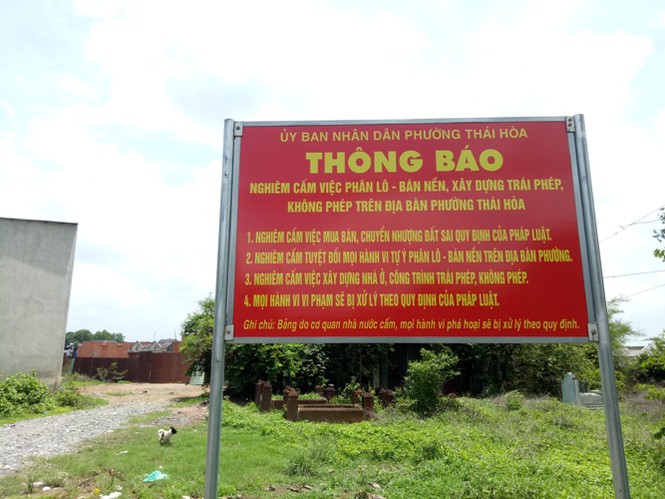 ỦY BAN NHÂN DÂN PHƯỜNG THÁI HÒA
THÔNG BÁO
NGHIÊM CẤM VIỆC PHÂN LÔ - BÁN NỀN, XÂY DỰNG TRÁI PHÉP,
KHÔNG PHÉP TRÊN ĐỊA BÀN PHƯỜNG THÁI HÒA
1. NGHIÊM CẤM VIỆC MUA BÁN, CHUYỂN NHƯỢNG ĐẤT SAI QUY ĐỊNH CỦA PHÁP LUẬT.
2. NGHIÊM CẤM TUYỆT ĐỐI MỌI HÀNH VI TỰ Ý PHÂN LÔ - BÁN NỀN TRÊN ĐỊA BÀN PHƯỜNG.
3. NGHIÊM CẤM VIỆC XÂY DỰNG NHÀ Ở, CÔNG TRÌNH TRÁI PHÉP, KHÔNG PHÉP.
4. MỌI HÀNH VI VI PHẠM SẼ BỊ XỬ LÝ THEO QUY ĐỊNH CỦA PHÁP LUẬT.
Ghi chú: Bảng do cơ quan nhà nước cắm, mọi hành vi phá hoại sẽ bị xử lý theo quy định.